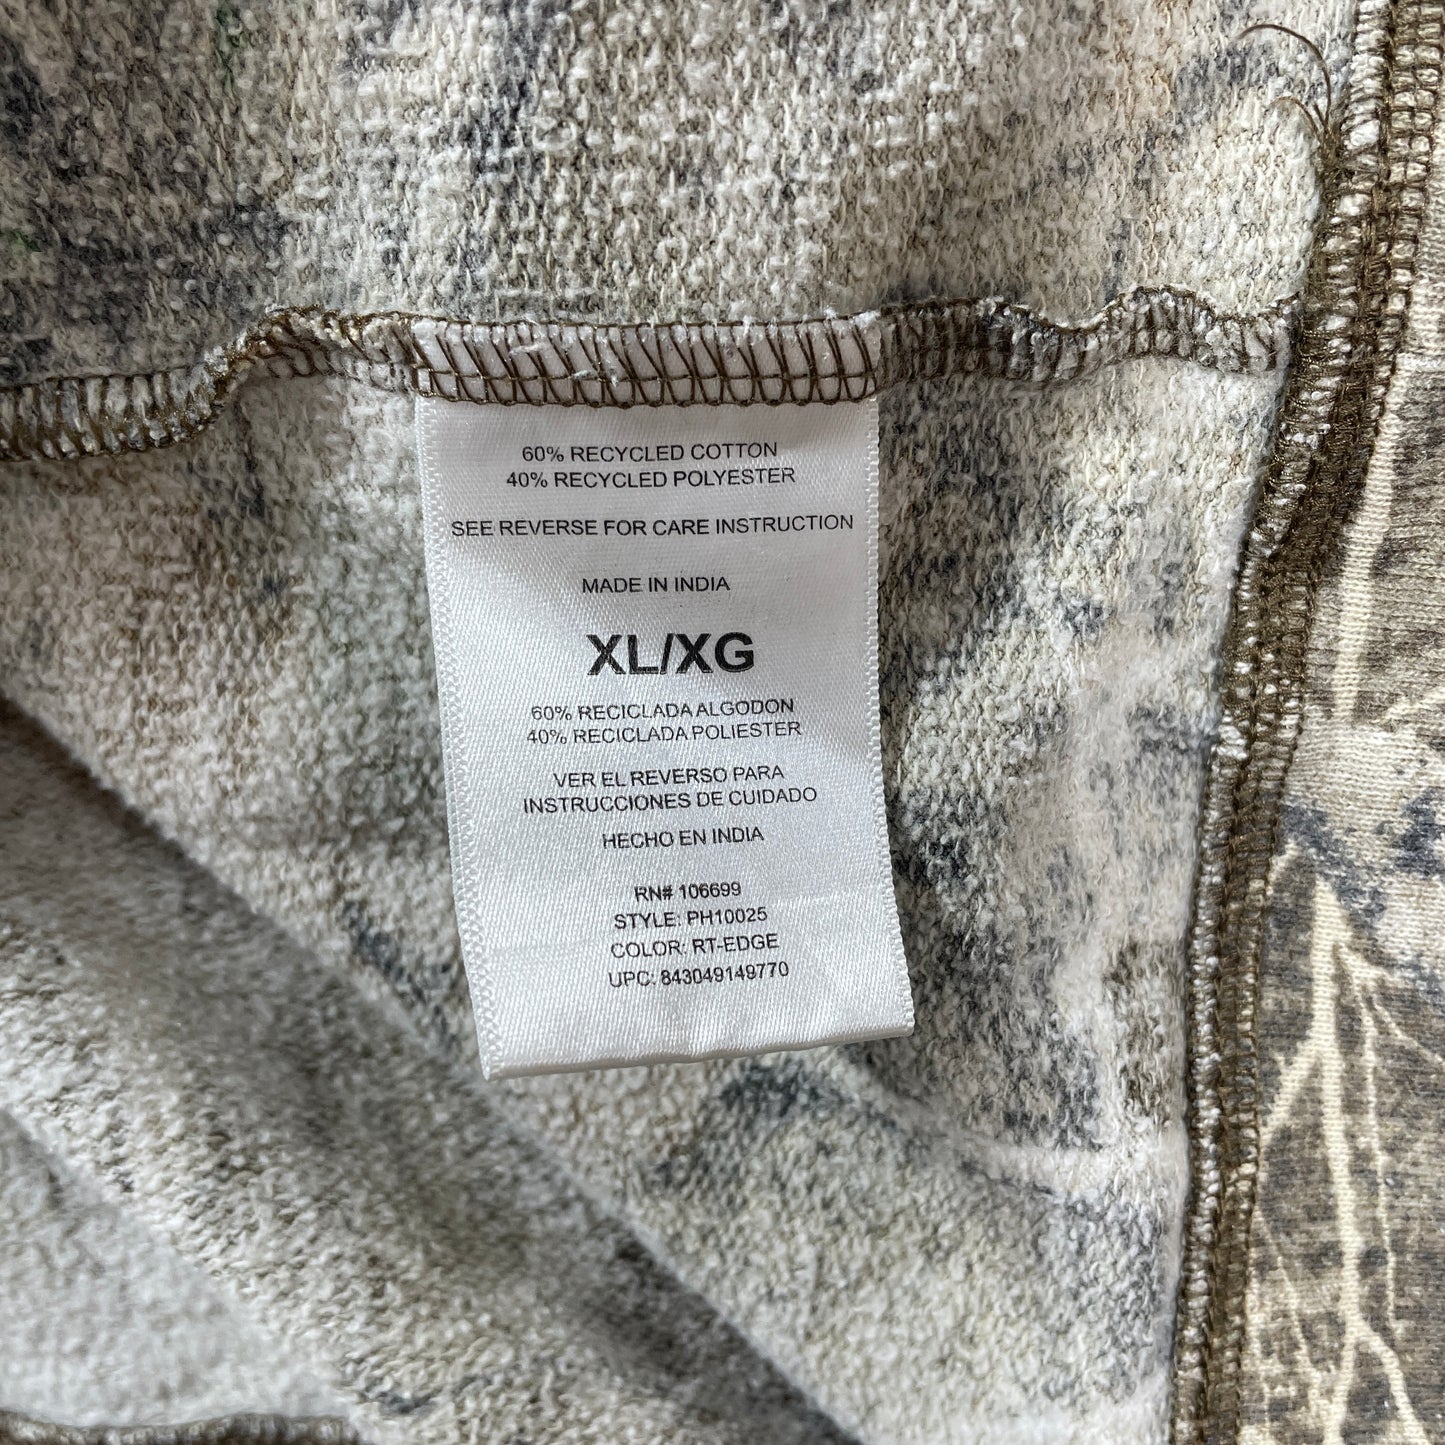 60% RECYCLED COTTON
40% RECYCLED POLYESTER
SEE REVERSE FOR CARE INSTRUCTION
MADE IN INDIA
XL/XG
60% RECICLADA ALGODON
40% RECICLADA POLIESTER
VER EL REVERSO PARA
INSTRUCCIONES DE CUIDADO
HECHO EN INDIA
RN# 106699
STYLE: PH10025
COLOR: RT-EDGE
UPC: 843049149770